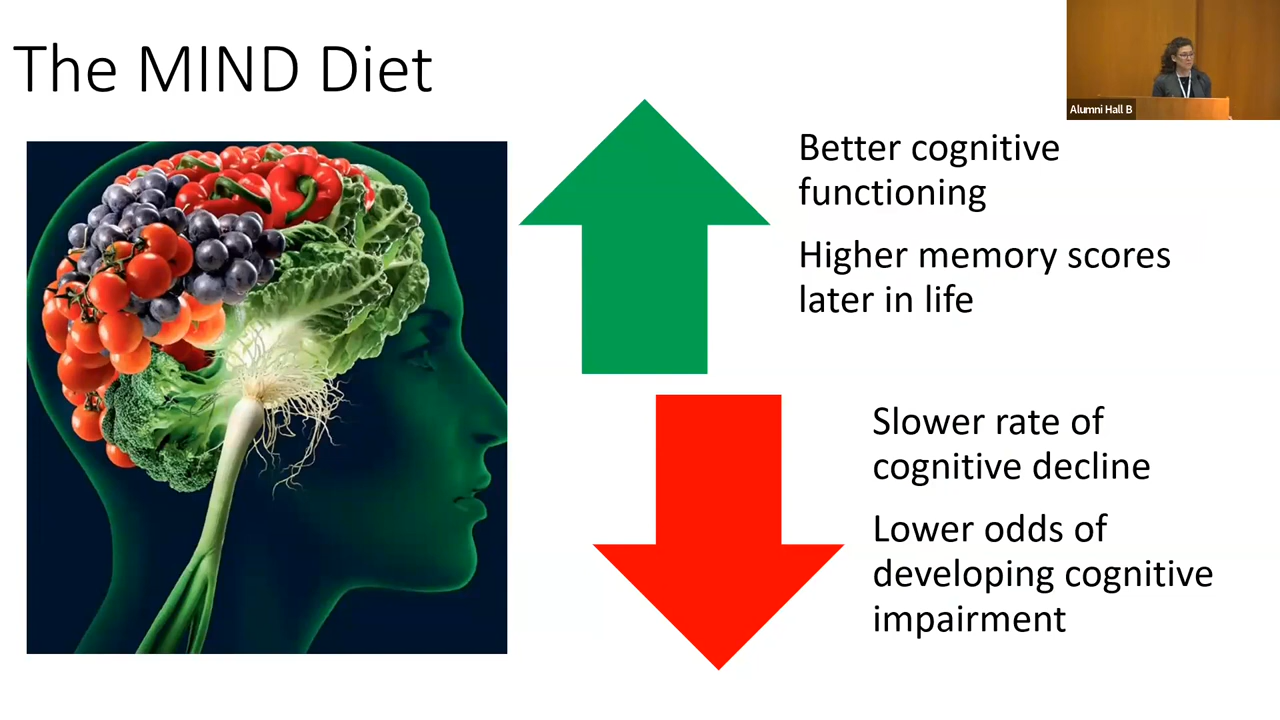 The MIND Diet
Alumni Hall B
Better cognitive
functioning
Higher memory scores
later in life
Slower rate of
cognitive decline
Lower odds of
developing cognitive
impairment